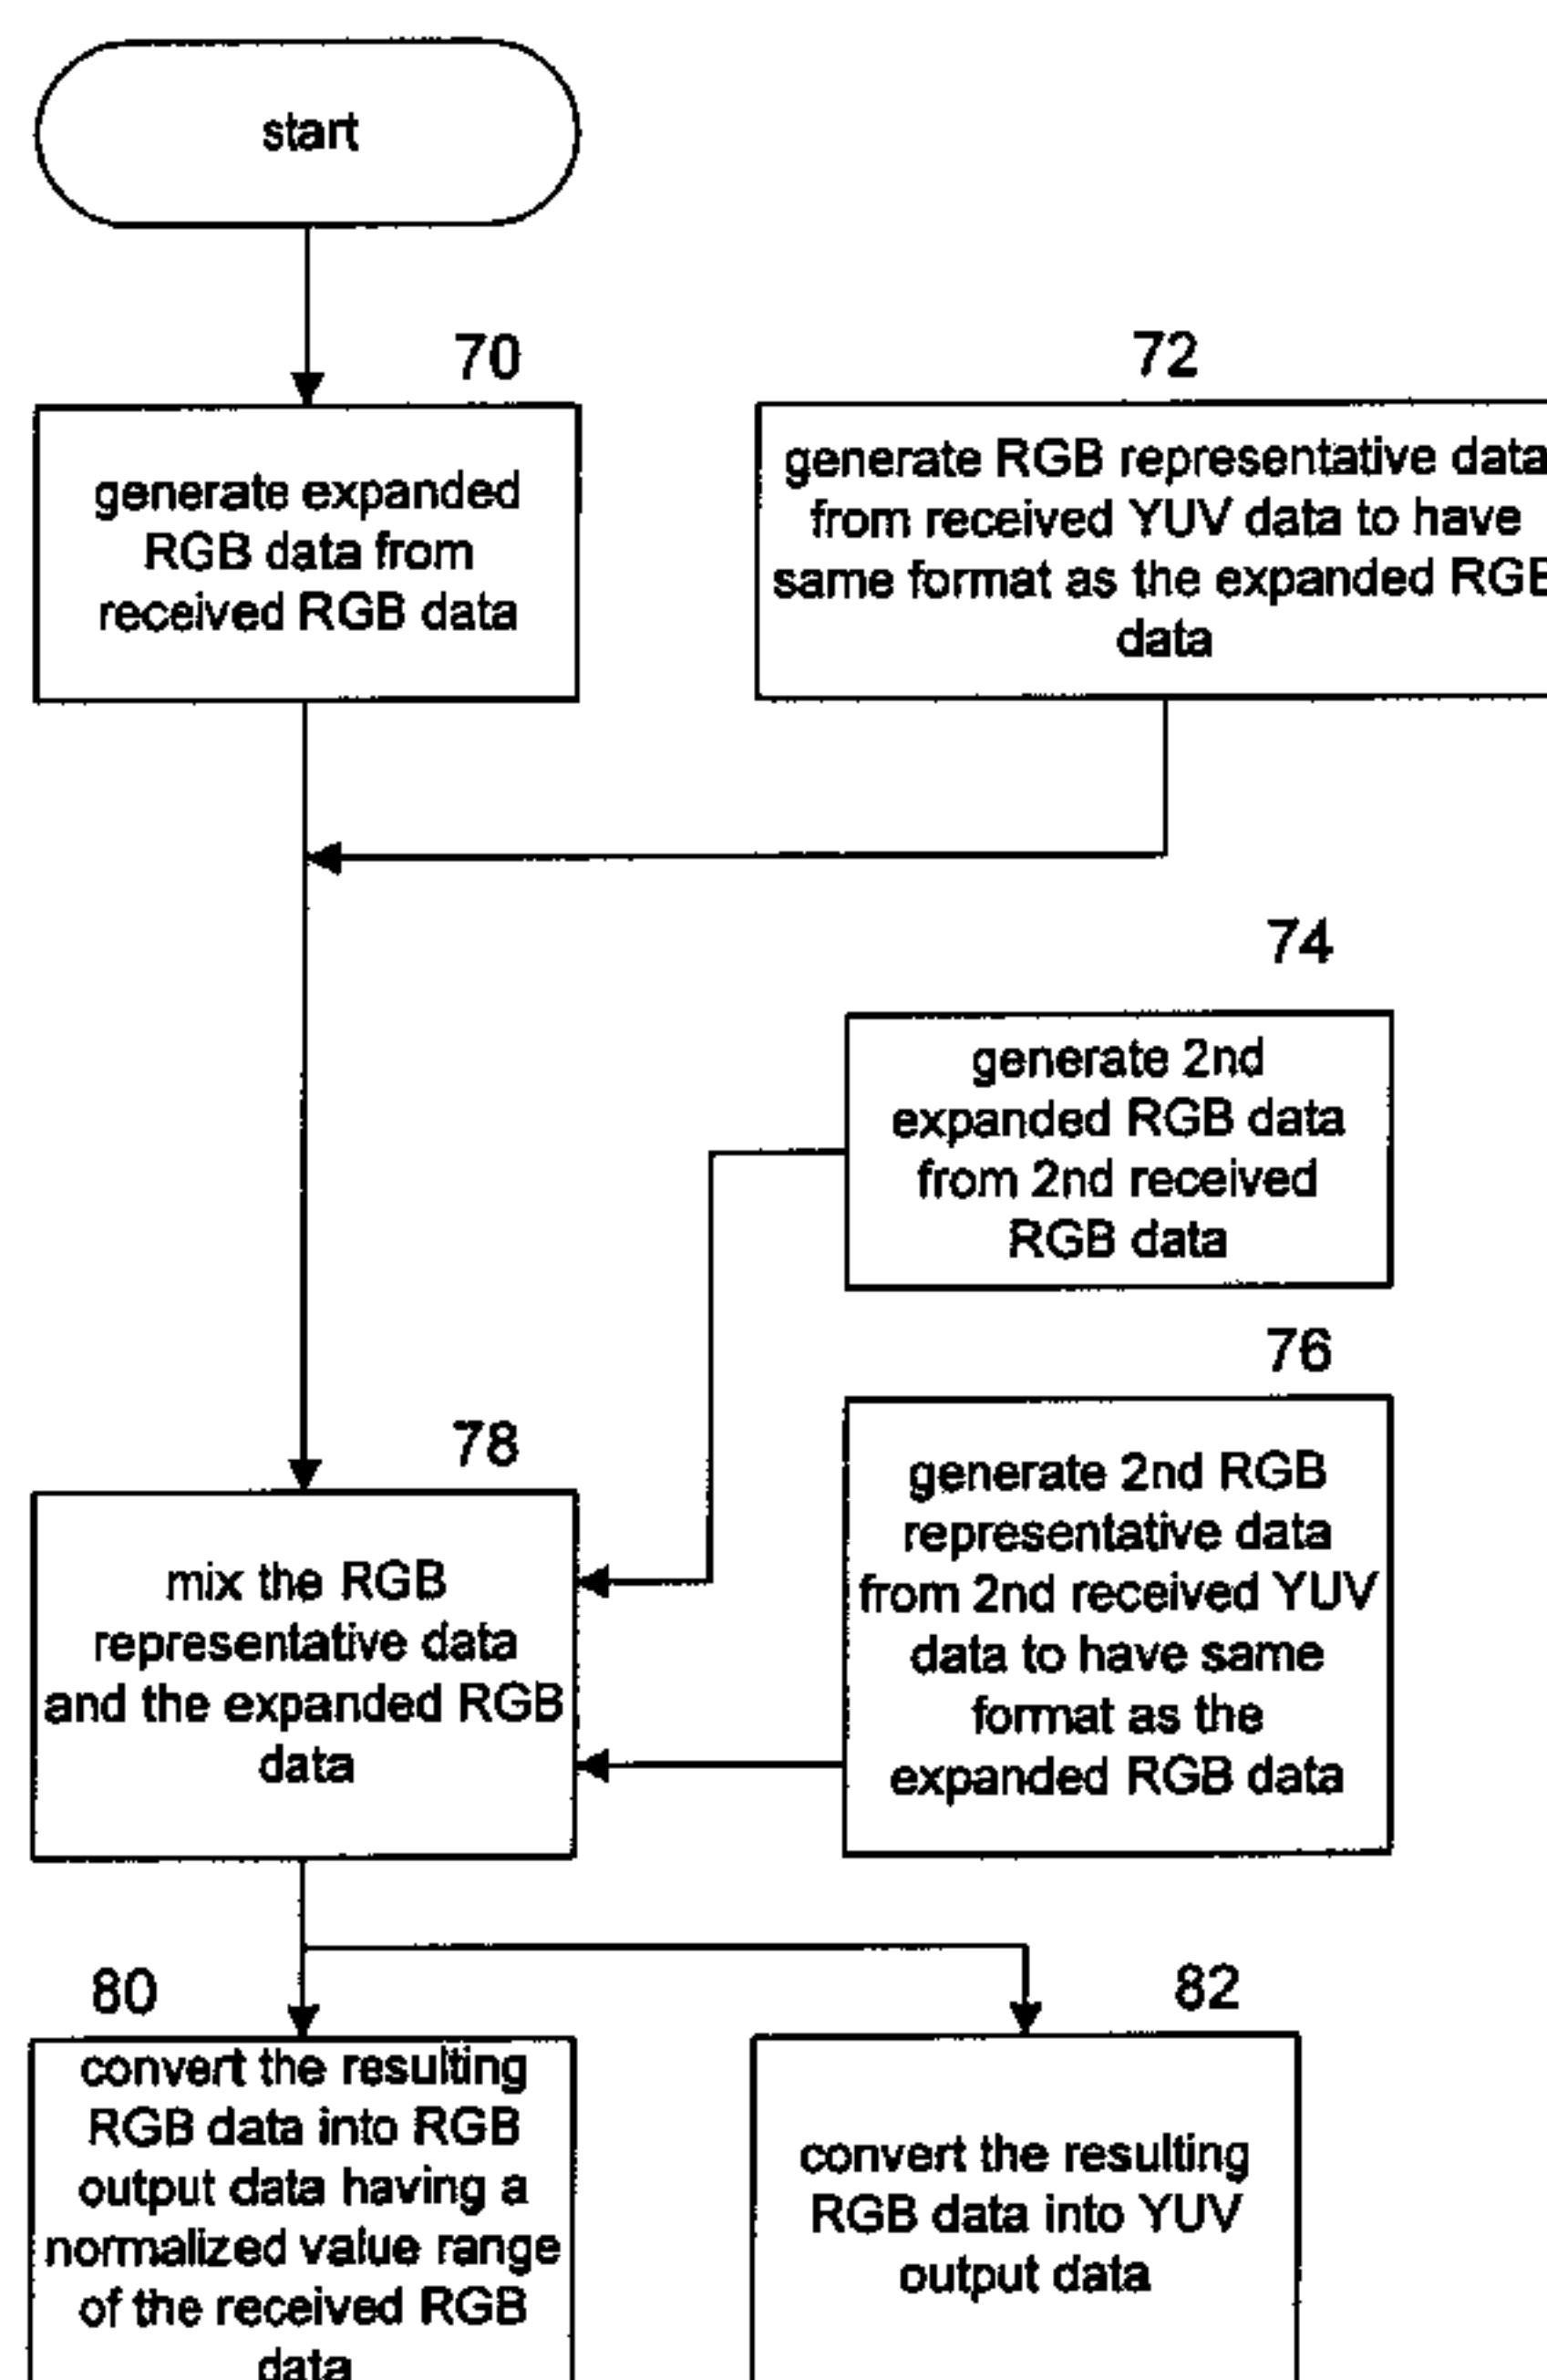 start
70
generate expanded
RGB data from
received RGB data
72
generate RGB representative data
from received YUV data to have
same format as the expanded RGB
data
74
generate 2nd
expanded RGB data
from 2nd received
RGB data
76
generate 2nd RGB
representative data
from 2nd received YUV
data to have same
format as the
expanded RGB data
78
mix the RGB
representative data
and the expanded RGB
data
80
convert the resulting
RGB data into RGB
output data having a
normalized value range
of the received RGB
data
82
convert the resulting
RGB data into YUV
output data